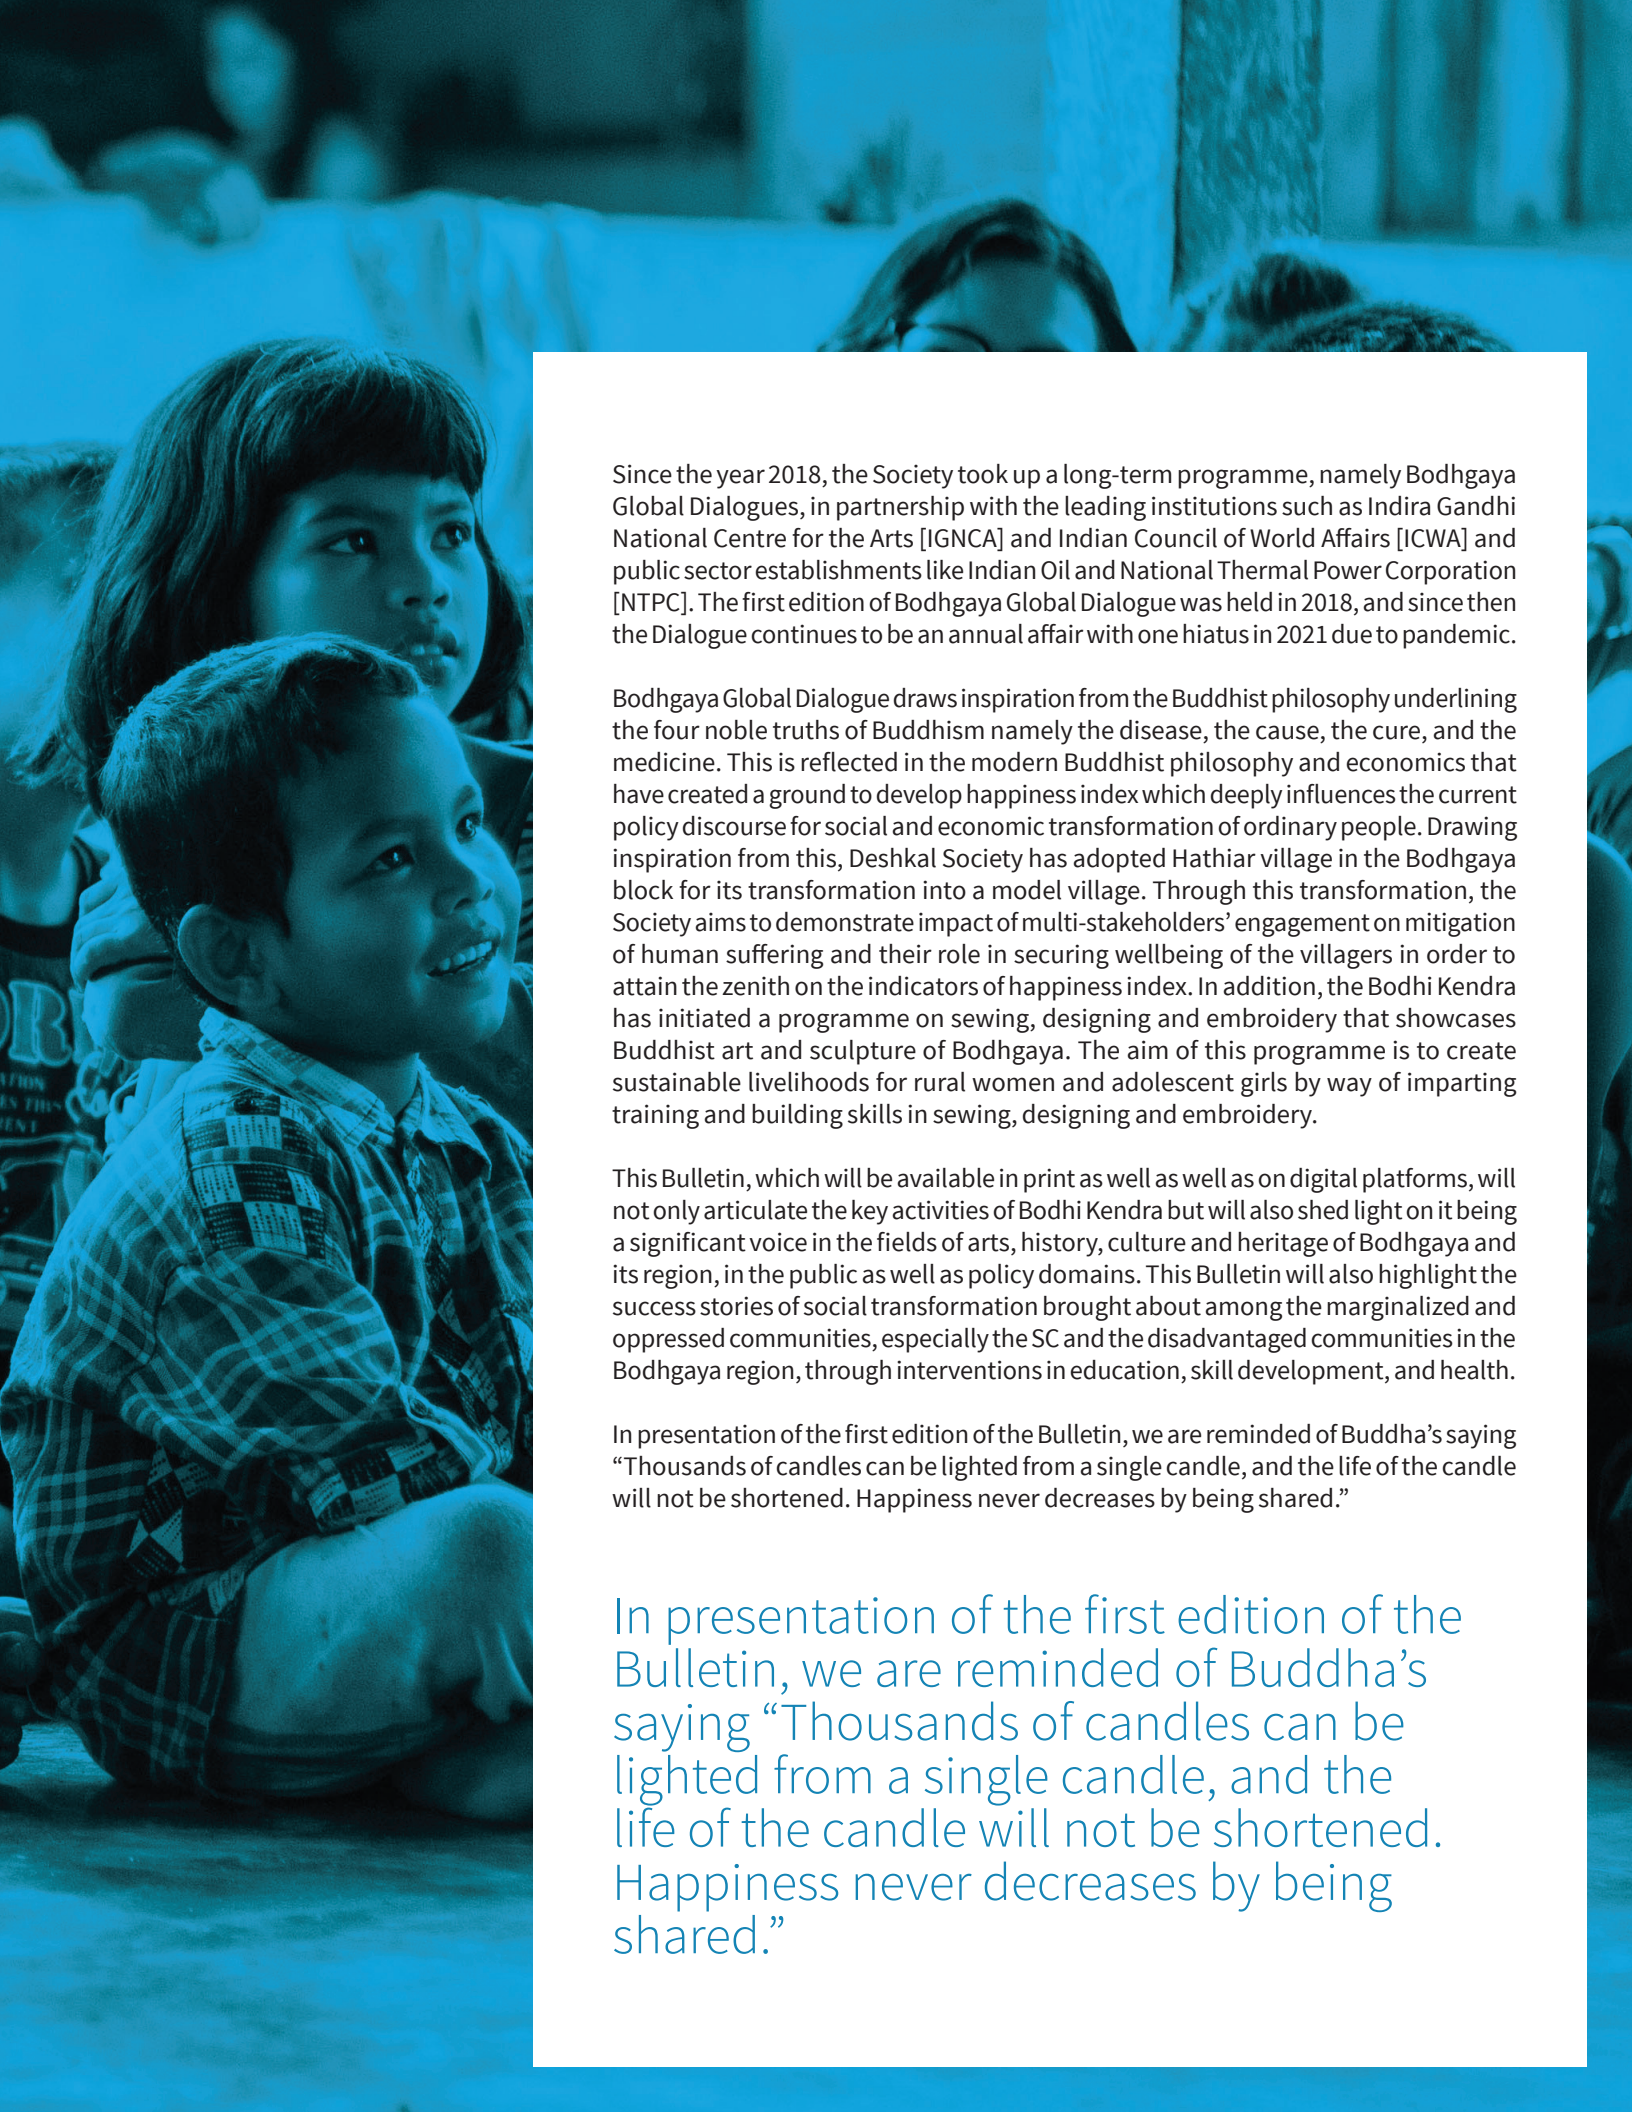 Since the year 2018, the Society took up a long-term programme, namely Bodhgaya
Global Dialogues, in partnership with the leading institutions such as Indira Gandhi
National Centre for the Arts [IGNCA] and Indian Council of World Affairs [ICWA] and
public sector establishments like Indian Oil and National Thermal Power Corporation
[NTPC]. The first edition of Bodhgaya Global Dialogue was held in 2018, and since then
the Dialogue continues to be an annual affair with one hiatus in 2021 due to pandemic.
Bodhgaya Global Dialogue draws inspiration from the Buddhist philosophy underlining
the four noble truths of Buddhism namely the disease, the cause, the cure, and the
medicine. This is reflected in the modern Buddhist philosophy and economics that
have created a ground to develop happiness index which deeply influences the current
policy discourse for social and economic transformation of ordinary people. Drawing
inspiration from this, Deshkal Society has adopted Hathiar village in the Bodhgaya
block for its transformation into a model village. Through this transformation, the
Society aims to demonstrate impact of multi-stakeholders’ engagement on mitigation
of human suffering and their role in securing wellbeing of the villagers in order to
attain the zenith on the indicators of happiness index. In addition, the Bodhi Kendra
has initiated a programme on sewing, designing and embroidery that showcases
Buddhist art and sculpture of Bodhgaya. The aim of this programme is to create
sustainable livelihoods for rural women and adolescent girls by way of imparting
training and building skills in sewing, designing and embroidery.
This Bulletin, which will be available in print as well as well as on digital platforms, will
not only articulate the key activities of Bodhi Kendra but will also shed light on it being
a significant voice in the fields of arts, history, culture and heritage of Bodhgaya and
its region, in the public as well as policy domains. This Bulletin will also highlight the
success stories of social transformation brought about among the marginalized and
oppressed communities, especially the SC and the disadvantaged communities in the
Bodhgaya region, through interventions in education, skill development, and health.
In presentation of the first edition of the Bulletin, we are reminded of Buddha’s saying
“Thousands of candles can be lighted from a single candle, and the life of the candle
will not be shortened. Happiness never decreases by being shared.”
In presentation of the first edition of the
Bulletin, we are reminded of Buddha’s
saying “Thousands of candles can be
lighted from a single candle, and the
life of the candle will not be shortened.
Happiness never decreases by being
shared.”